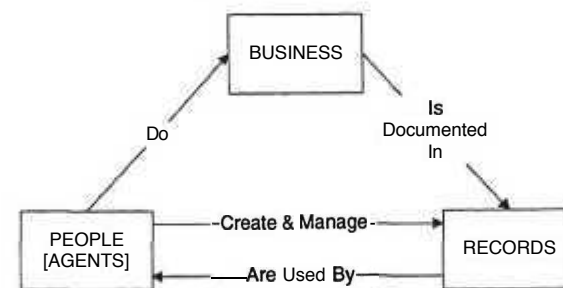 BUSINESS
Do
Is
Documented
In
PEOPLE
[AGENTS]
Create & Manage
RECORDS
Are Used By